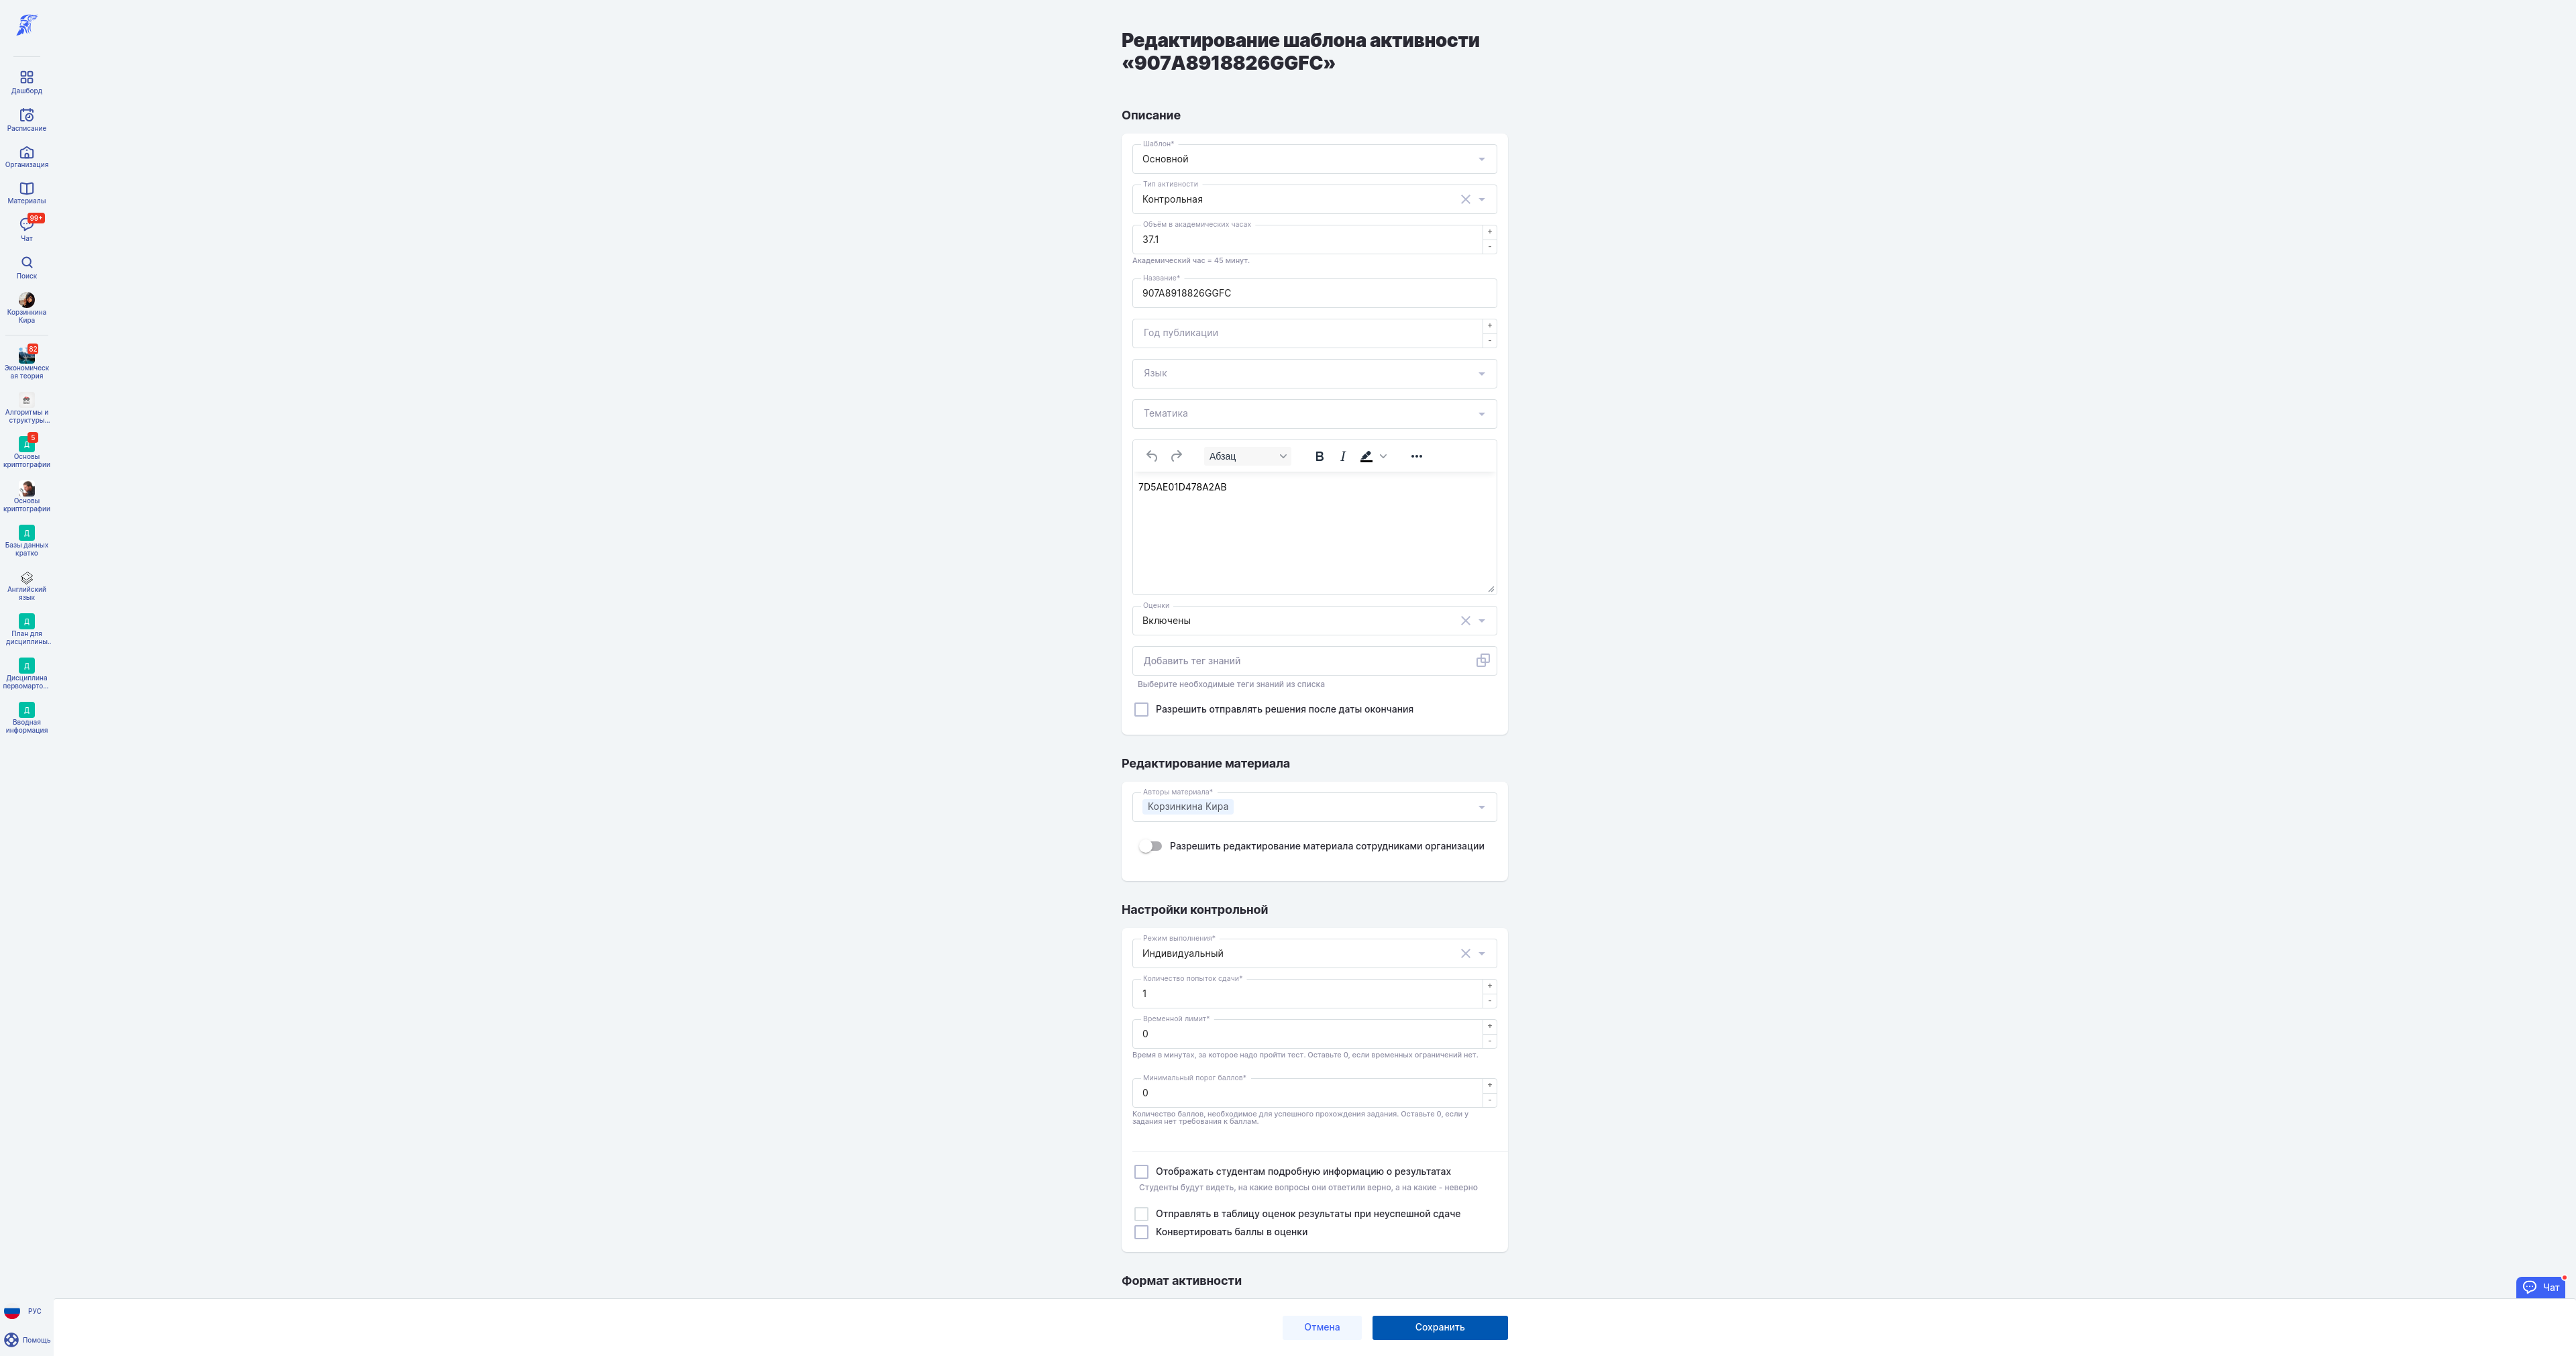 Дашборд
Расписание
Организация
Материалы
99+
Чат
Поиск
Корзинкина
Кира
82
Экономическ
ая теория
Алгоритмы и
структуры...
Д
5
Основы
криптографии
Основы
криптографии
Д
Базы данных
кратко
Английский
язык
Д
План для
дисциплины..
Д
Дисциплина
первомарто...
Д
Вводная
информация
РУС
Помощь
Редактирование шаблона активности
«907A8918826GGFC»
Описание
Шаблон*
Основной
Тип активности
Контрольная
Объём в академических часах
37.1
+
-
Академический час = 45 минут.
Название*
907A8918826GGFC
Год публикации
+
-
Язык
Тематика
Абзац
B
I
7D5AE01D478A2AB
Оценки
Включены
Добавить тег знаний
Выберите необходимые теги знаний из списка
Разрешить отправлять решения после даты окончания
Редактирование материала
Авторы материала*
Корзинкина Кира
Разрешить редактирование материала сотрудниками организации
Настройки контрольной
Режим выполнения*
Индивидуальный
Количество попыток сдачи*
1
+
-
Временной лимит*
0
+
-
Время в минутах, за которое надо пройти тест. Оставьте 0, если временных ограничений нет.
Минимальный порог баллов*
0
+
-
Количество баллов, необходимое для успешного прохождения задания. Оставьте 0, если у
задания нет требования к баллам.
Отображать студентам подробную информацию о результатах
Студенты будут видеть, на какие вопросы они ответили верно, а на какие - неверно
Отправлять в таблицу оценок результаты при неуспешной сдаче
Конвертировать баллы в оценки
Формат активности
Чат
Отмена
Сохранить